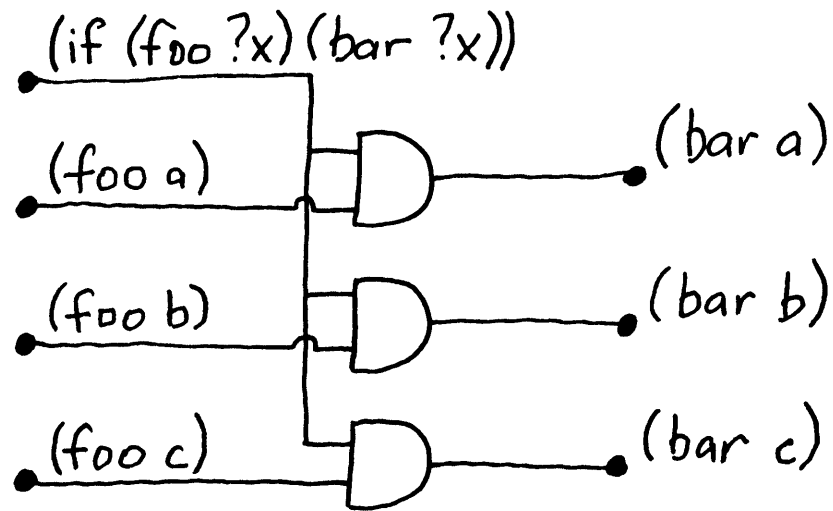 (if (foo ?x) (bar ?x))
(foo a)
(bar a)
(foo b)
(bar b)
(foo c)
(bar c)